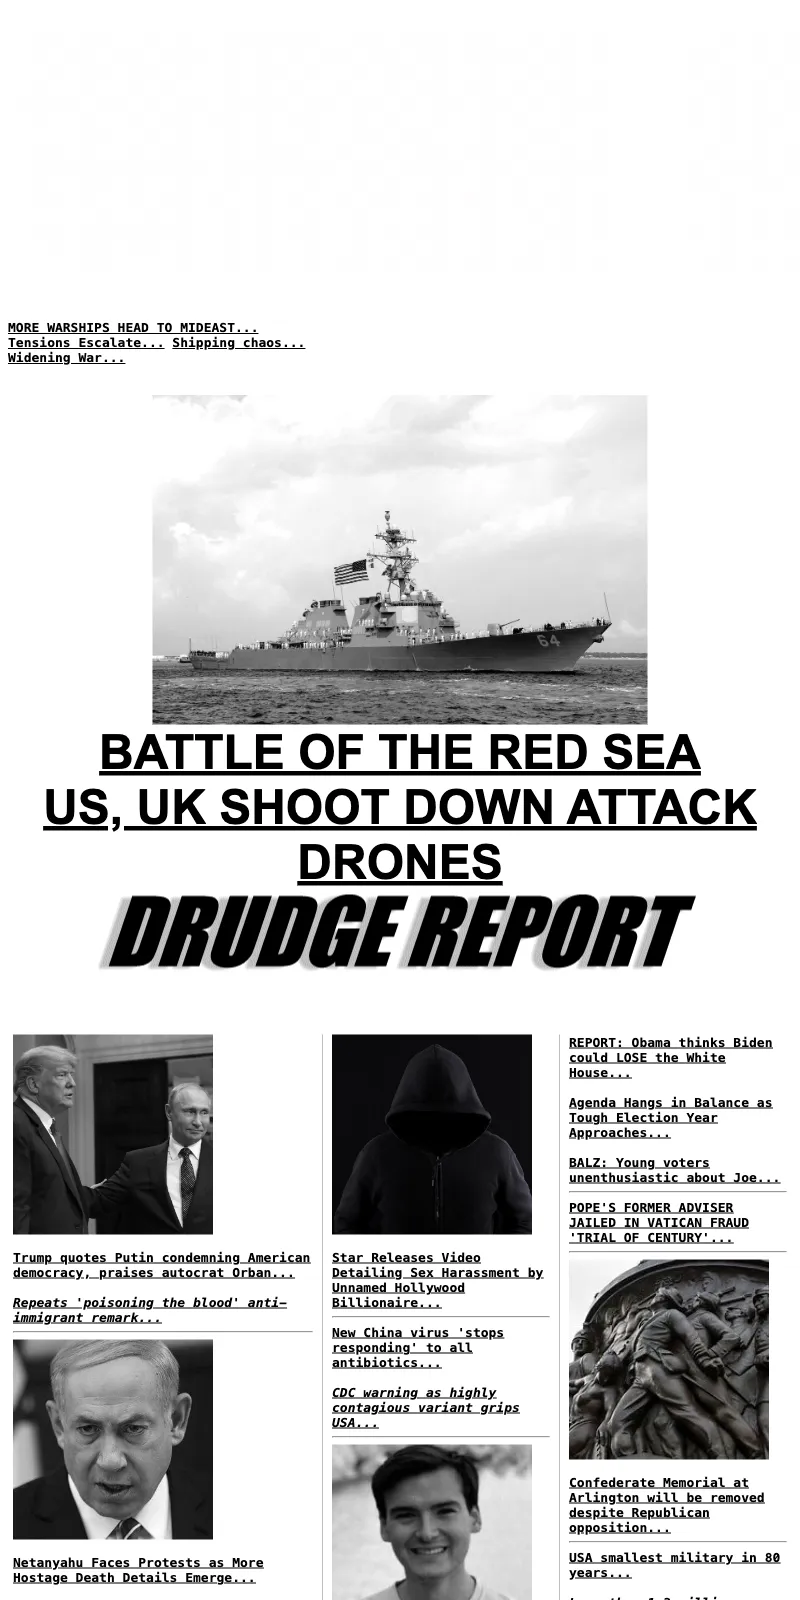 MORE WARSHIPS HEAD TO MIDEAST...
Tensions Escalate... Shipping chaos...
Widening War...
64
BATTLE OF THE RED SEA
US, UK SHOOT DOWN ATTACK
DRONES
DRUDGE REPORT
Trump quotes Putin condemning American
democracy, praises autocrat Orban...
Repeats 'poisoning the blood' anti-
immigrant remark...
Netanyahu Faces Protests as More
Hostage Death Details Emerge...
Star Releases Video
Detailing Sex Harassment by
Unnamed Hollywood
Billionaire...
New China virus 'stops
responding' to all
antibiotics...
CDC warning as highly
contagious variant grips
USA...
REPORT: Obama thinks Biden
could LOSE the White
House...
Agenda Hangs in Balance as
Tough Election Year
Approaches...
BALZ: Young voters
unenthusiastic about Joe...
POPE'S FORMER ADVISER
JAILED IN VATICAN FRAUD
'TRIAL OF CENTURY'...
Confederate Memorial at
Arlington will be removed
despite Republican
opposition...
USA smallest military in 80
years...